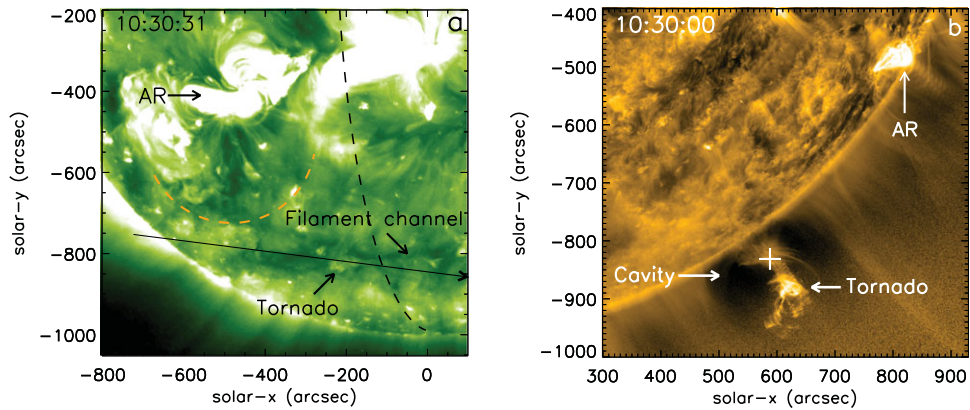 10:30:31
a
AR
Filament channel
Tornado
-200
-400
-600
-800
-1000
solar-y (arcsec)
-800 -600 -400 -200 0
solar-x (arcsec)
10:30:00
b
AR
Cavity
Tornado
-400
-500
-600
-700
-800
-900
-1000
solar-y (arcsec)
300 400 500 600 700 800 900
solar-x (arcsec)